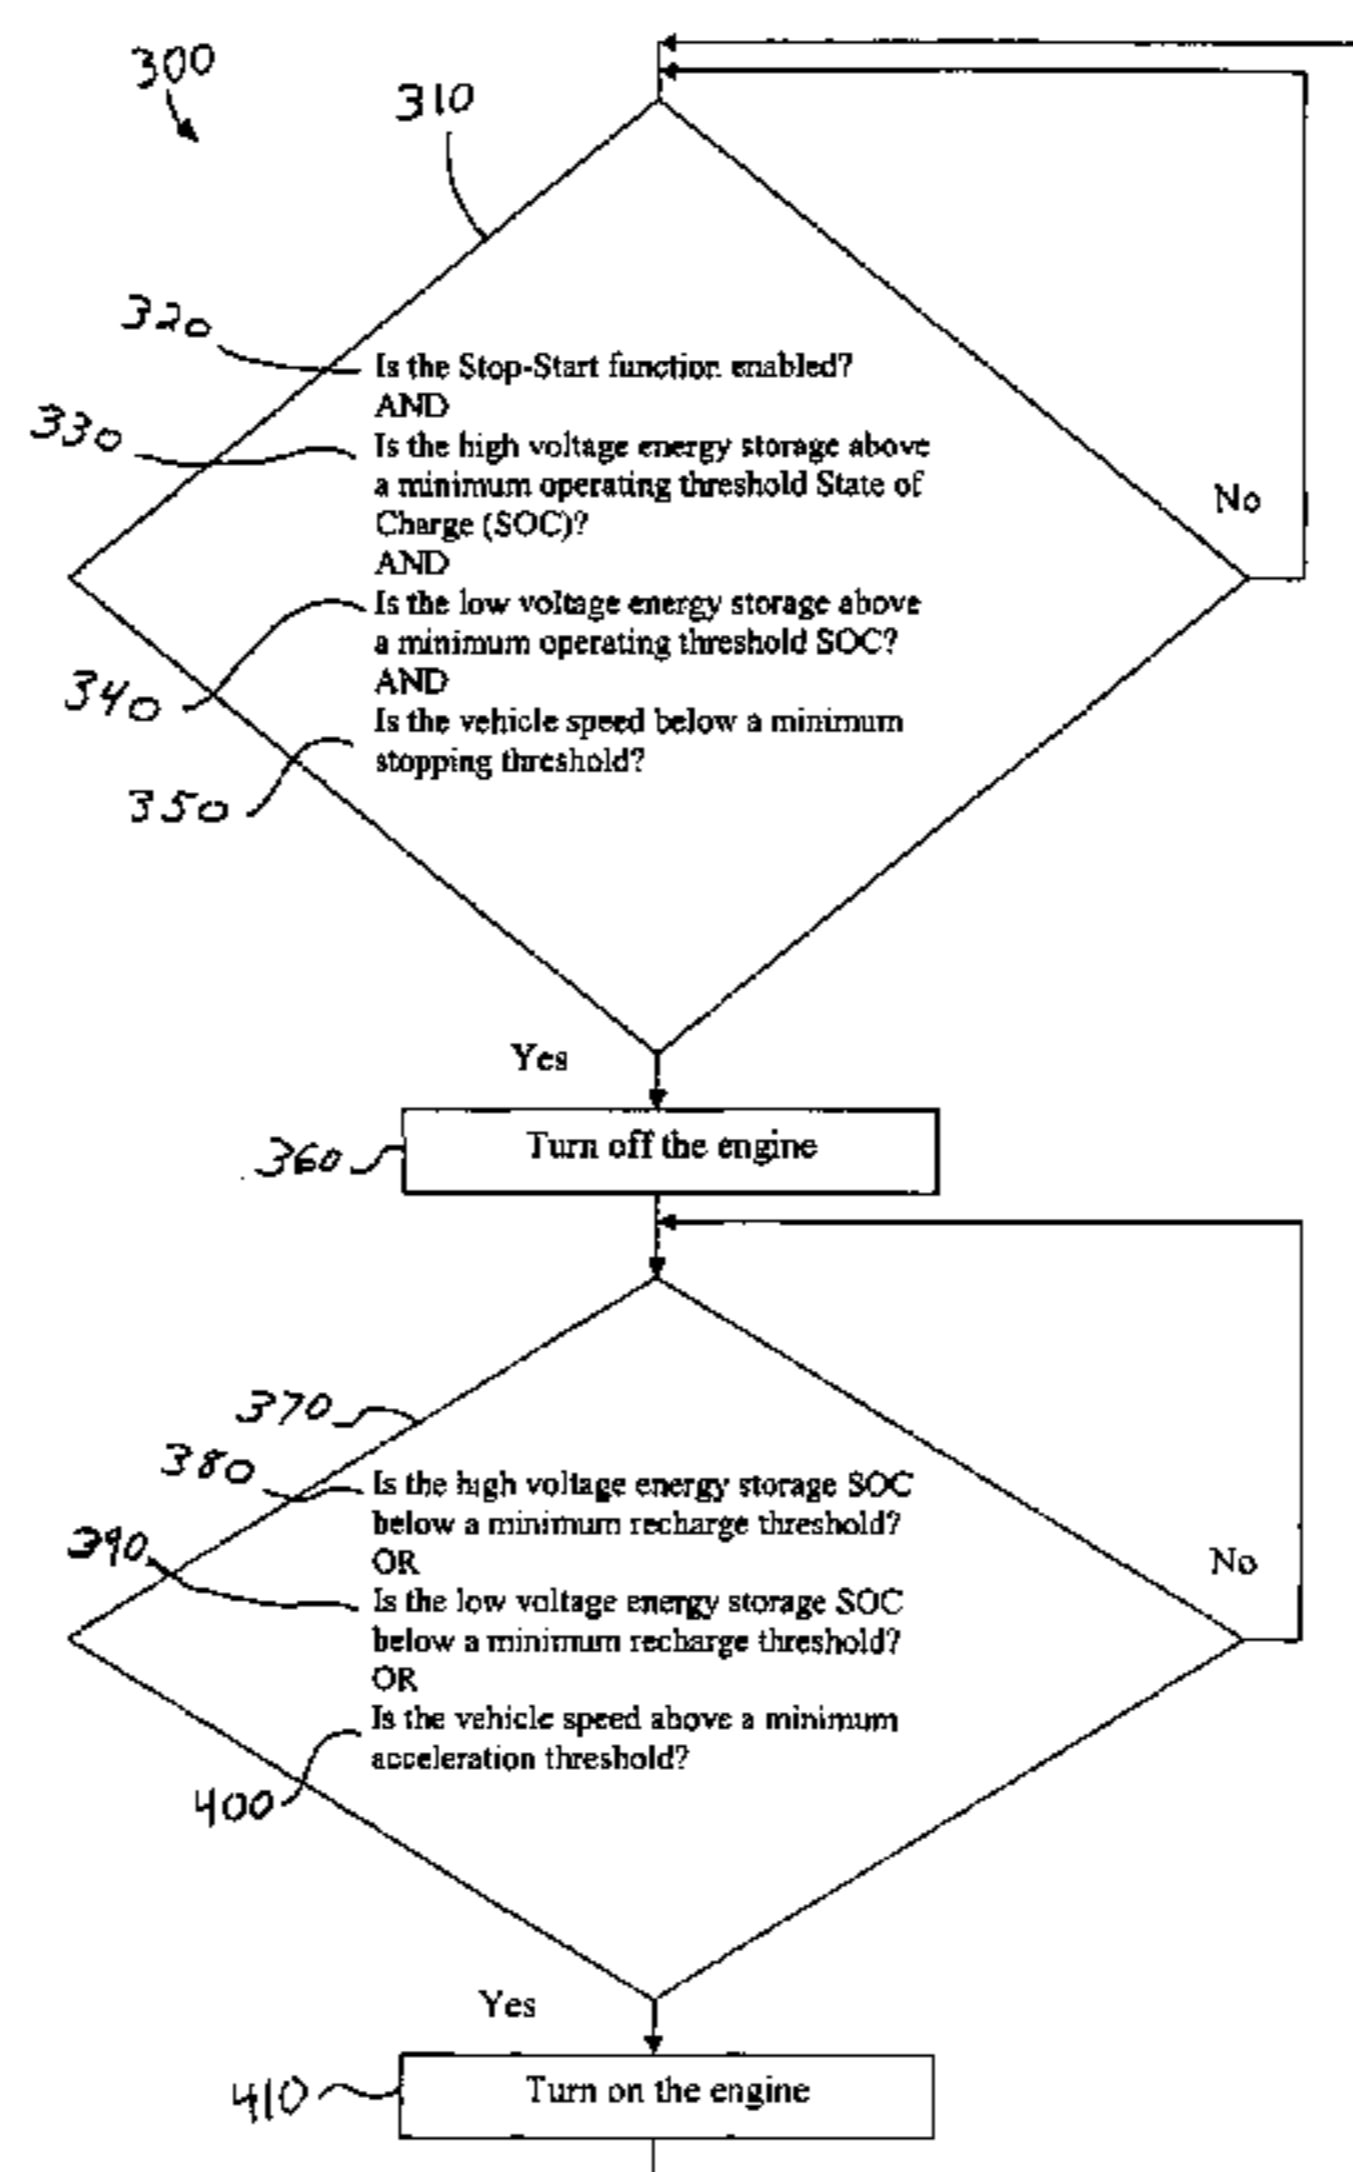 300
310
320
Is the Stop-Start function enabled?
AND
330
Is the high voltage energy storage above
a minimum operating threshold State of
Charge (SOC)?
AND
No
Is the low voltage energy storage above
a minimum operating threshold SOC?
AND
340
Is the vehicle speed below a minimum
stopping threshold?
350
Yes
360
Turn off the engine
370
380
Is the high voltage energy storage SOC
below a minimum recharge threshold?
OR
390
Is the low voltage energy storage SOC
below a minimum recharge threshold?
OR
No
Is the vehicle speed above a minimum
acceleration threshold?
400
Yes
410
Turn on the engine